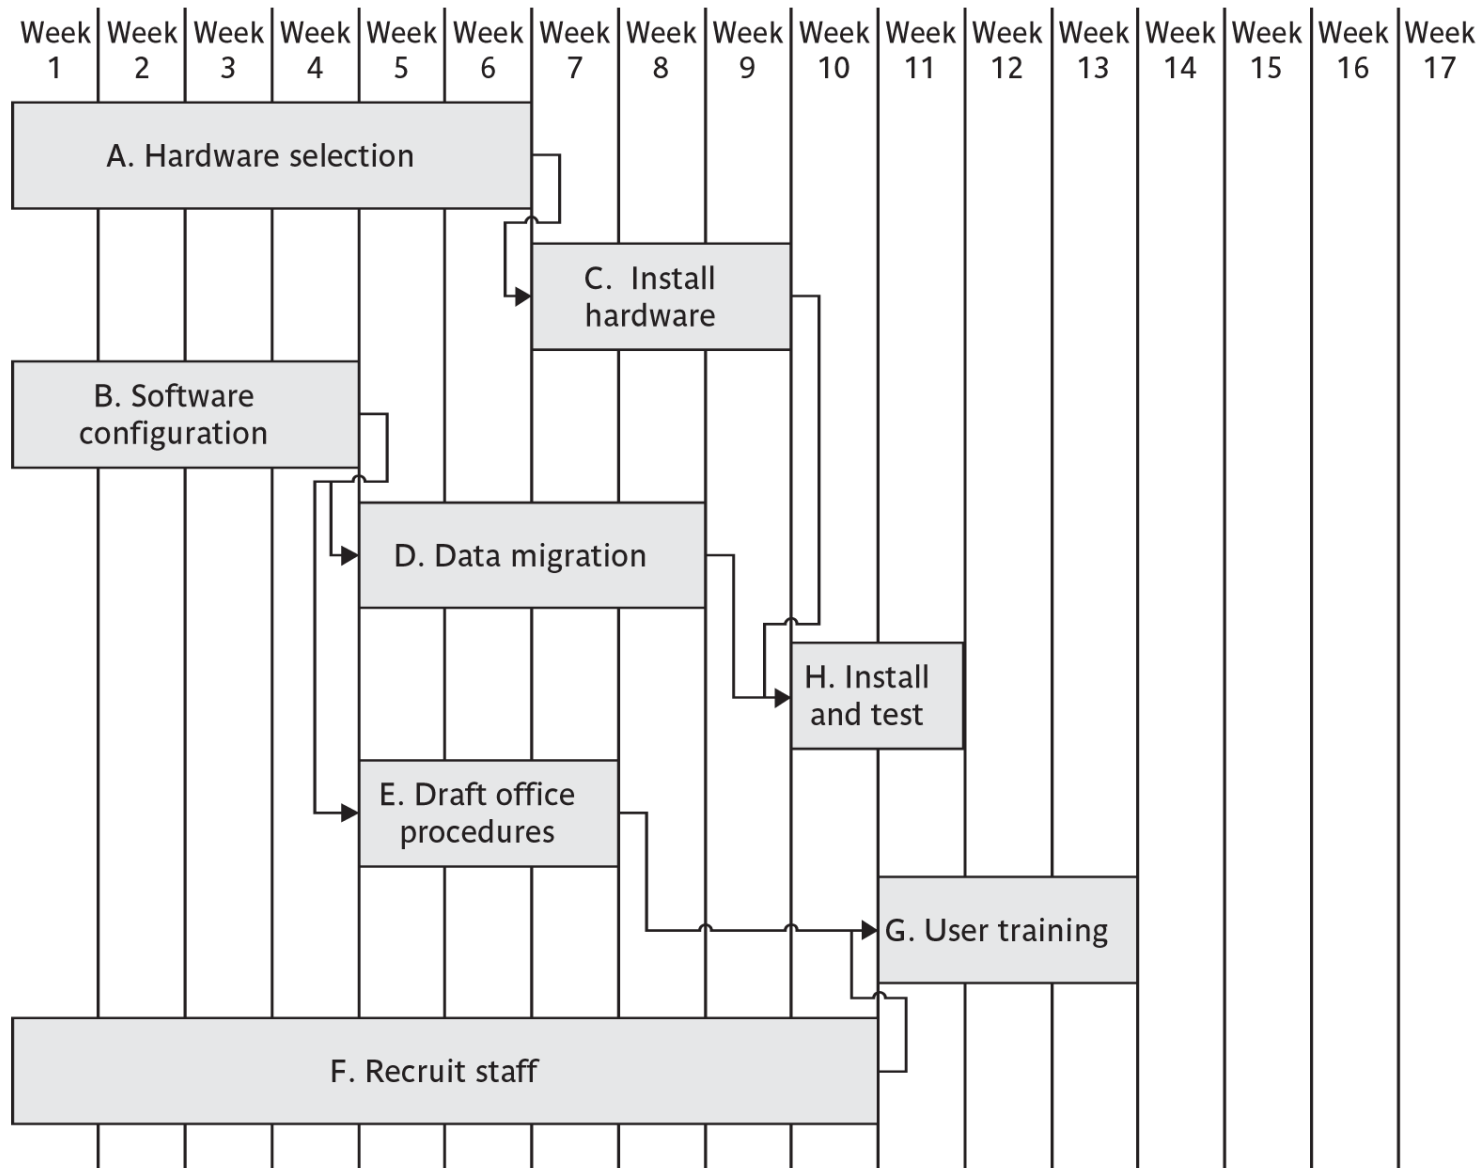 Week Week Week Week Week Week Week Week Week Week Week Week Week Week Week Week Week
1 2 3 4 5 6 7 8 9 10 11 12 13 14 15 16 17
A. Hardware selection
C. Install
hardware
B. Software
configuration
D. Data migration
H. Install
and test
E. Draft office
procedures
G. User training
F. Recruit staff